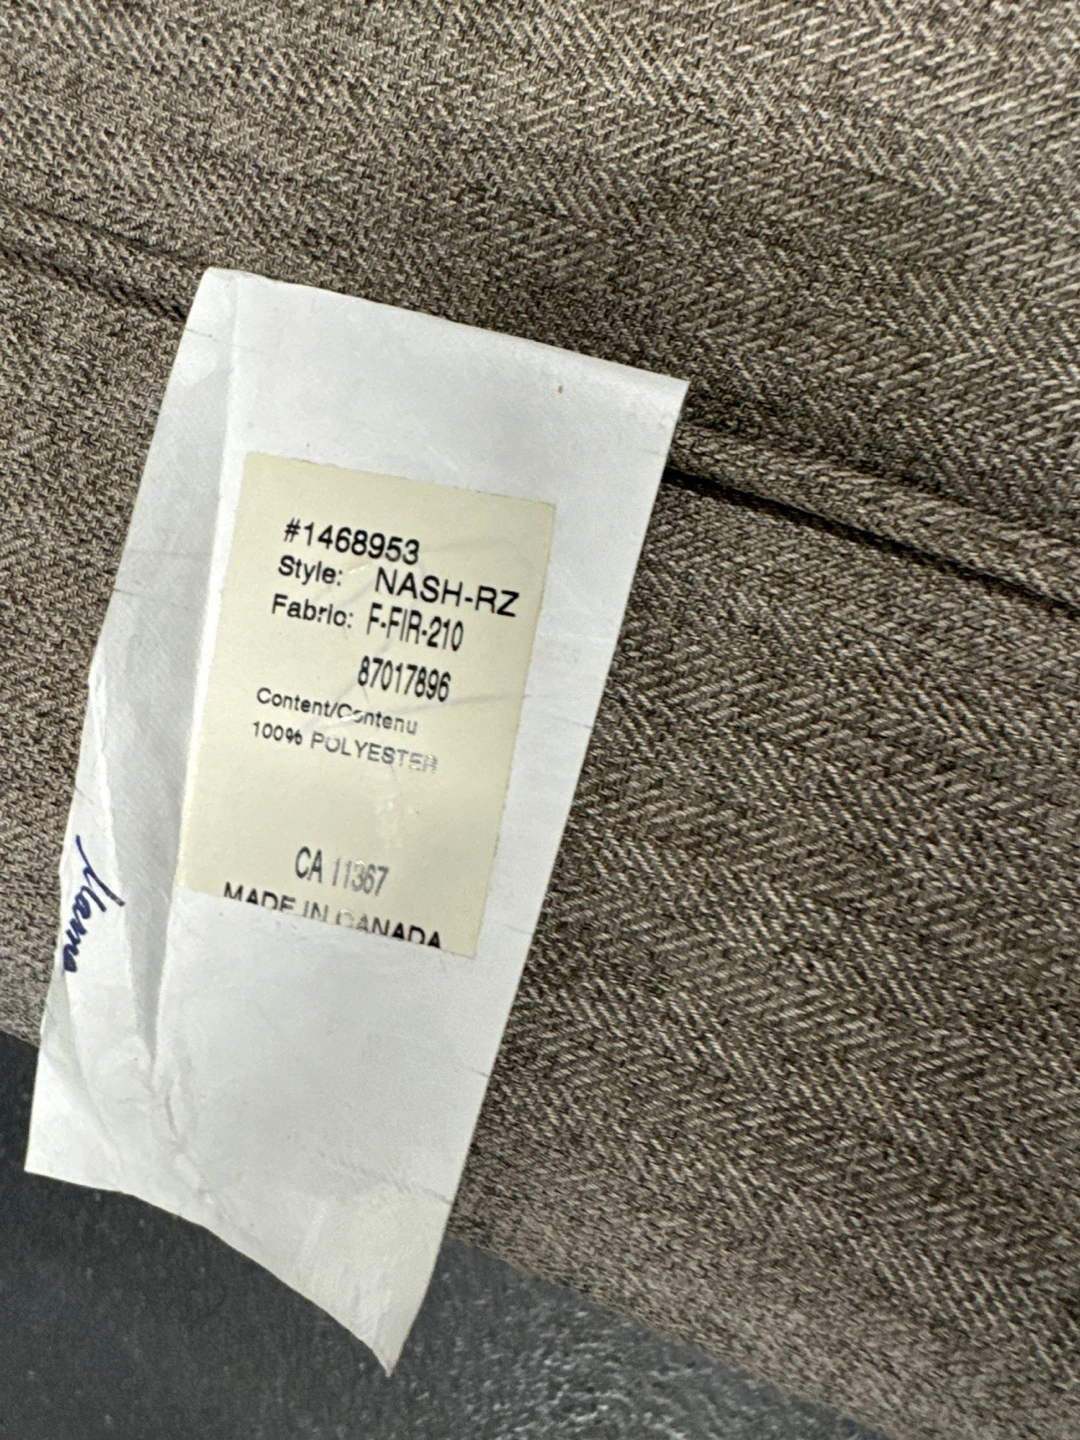 #1468953
Style: NASH-RZ
Fabric: F-FIR-210
87017896
Content/Contenu
100% POLYESTER
CA 11367
MADE IN CANADA